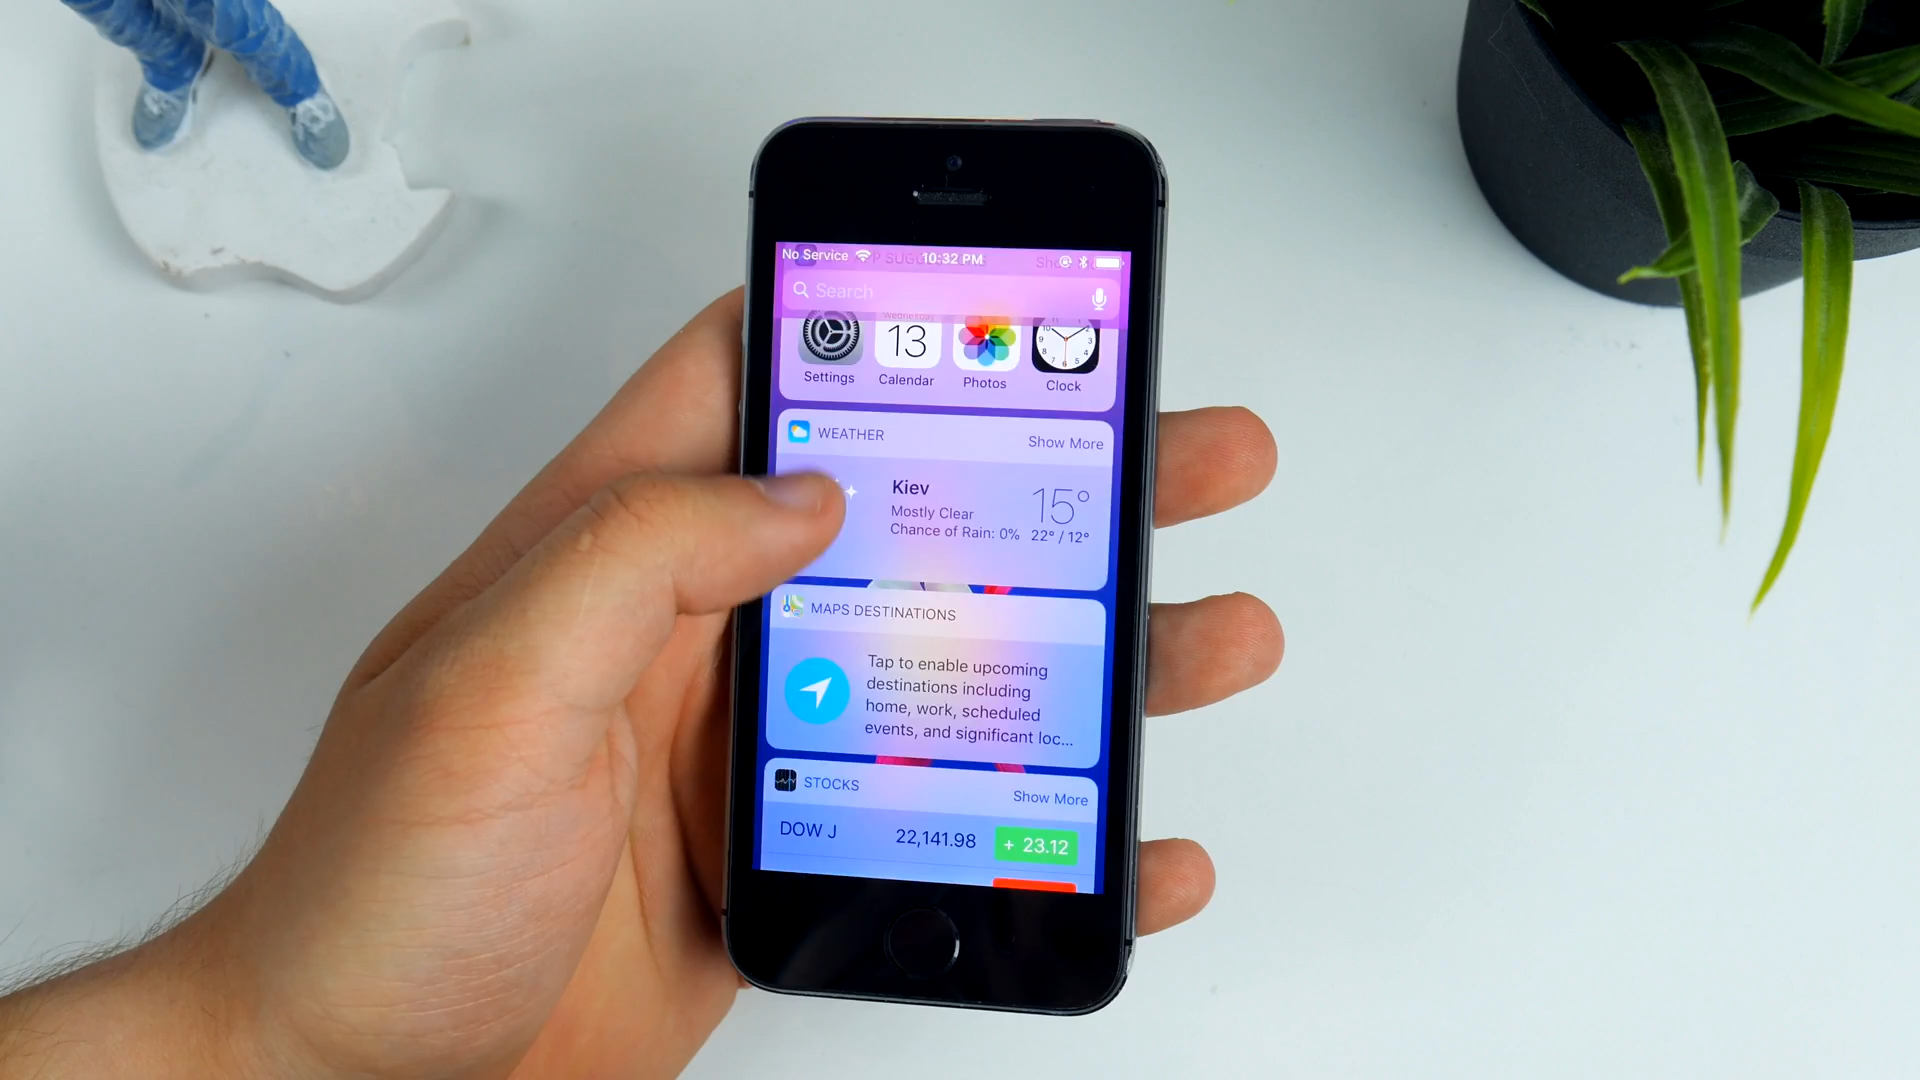 No Service 10:32 PM
Search
Wednesday
13
Settings Calendar Photos Clock
WEATHER Show More
Kiev 15°
Mostly Clear
Chance of Rain: 0% 22° / 12°
MAPS DESTINATIONS
Tap to enable upcoming
destinations including
home, work, scheduled
events, and significant loc...
STOCKS Show More
DOW J 22,141.98 + 23.12